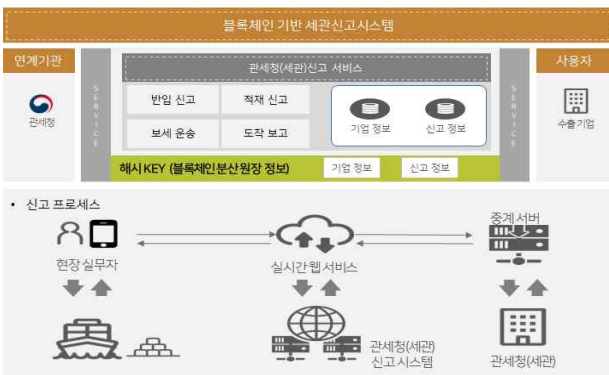 블록체인 기반 세관신고시스템
연계기관
관세청
SERVICE
관세청(세관)신고 서비스
반입 신고
적재 신고
보세 운송
도착 보고
기업 정보
신고 정보
해시 KEY (블록체인분산원장 정보)
기업 정보
신고 정보
SERVICE
사용자
수출기업
• 신고 프로세스
현장 실무자
실시간 웹 서비스
중계 서버
관세청(세관)
신고 시스템
관세청(세관)